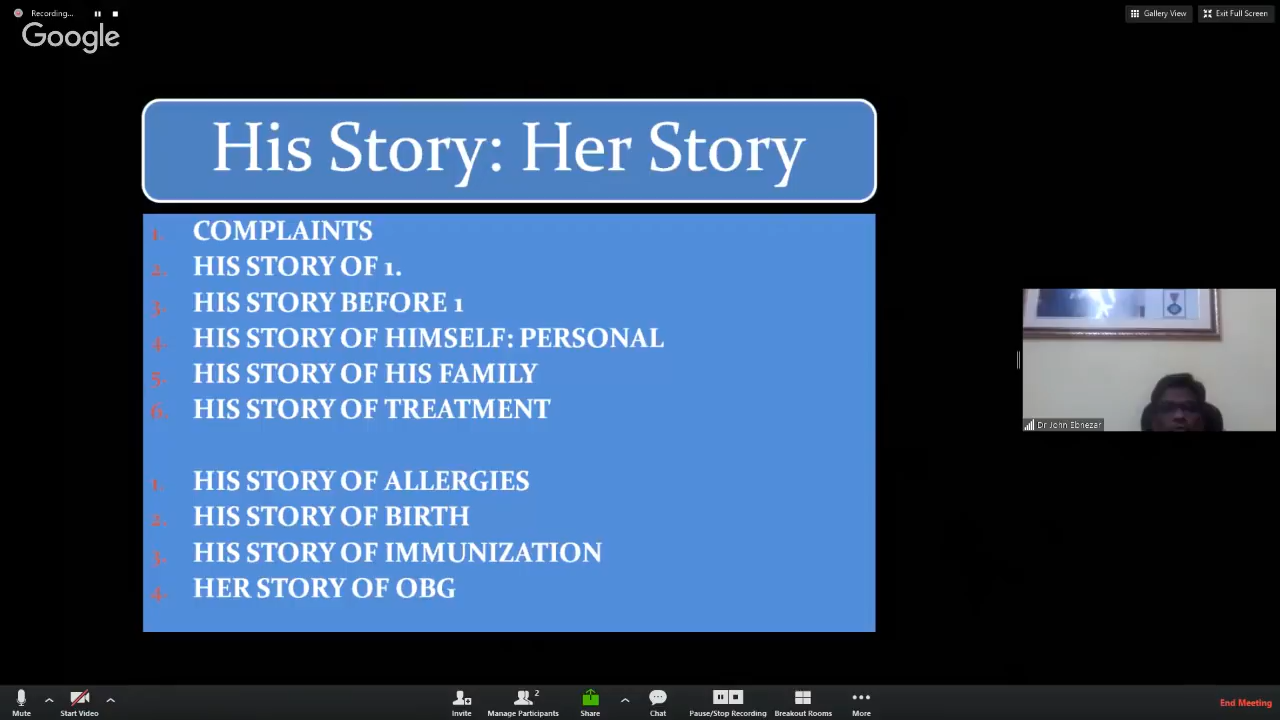 Recording...
Gallery View
Exit Full Screen
Google
His Story: Her Story
1. COMPLAINTS
2. HIS STORY OF 1.
3. HIS STORY BEFORE 1
4. HIS STORY OF HIMSELF: PERSONAL
5. HIS STORY OF HIS FAMILY
6. HIS STORY OF TREATMENT
1. HIS STORY OF ALLERGIES
2. HIS STORY OF BIRTH
3. HIS STORY OF IMMUNIZATION
4. HER STORY OF OBG
Dr John Ebnezar
Mute
Start Video
Invite
2
Manage Participants
Share
Chat
Pause/Stop Recording
Breakout Rooms
More
End Meeting